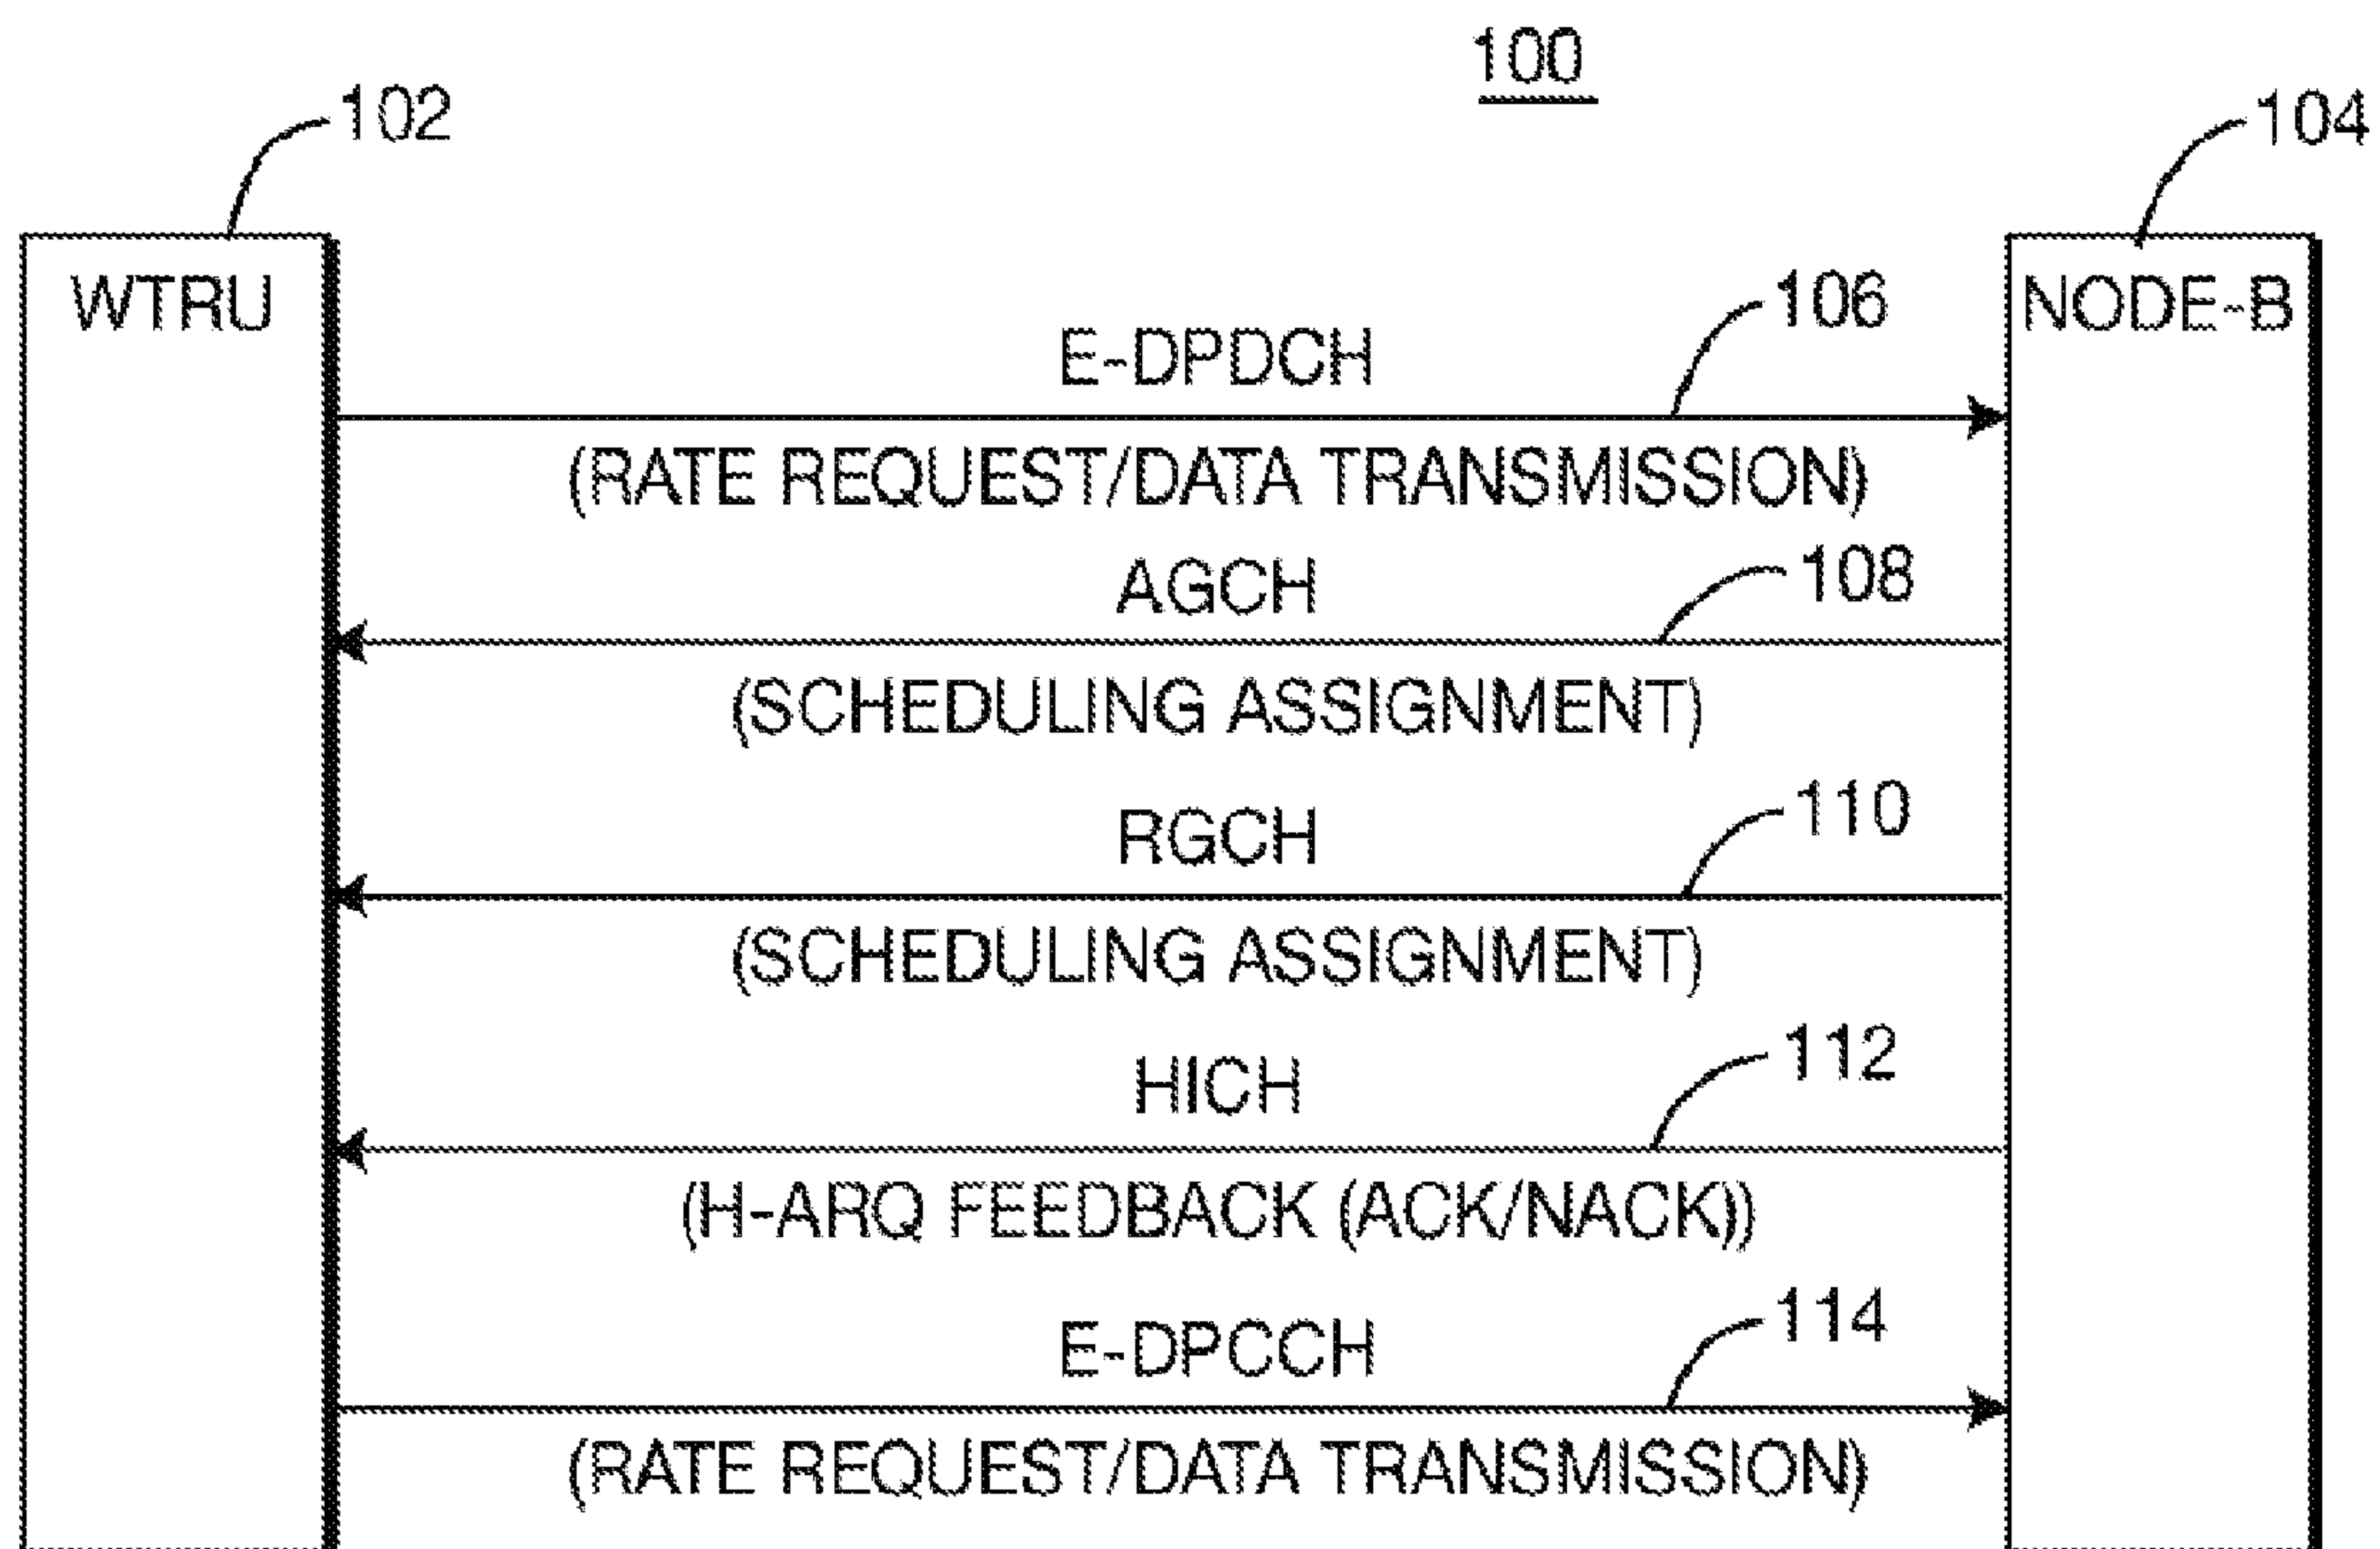 100
102
104
WTRU
NODE-B
106
E-DPDCH
(RATE REQUEST/DATA TRANSMISSION)
108
AGCH
(SCHEDULING ASSIGNMENT)
110
RGCH
(SCHEDULING ASSIGNMENT)
112
HICH
(H-ARQ FEEDBACK (ACK/NACK))
114
E-DPCCH
(RATE REQUEST/DATA TRANSMISSION)